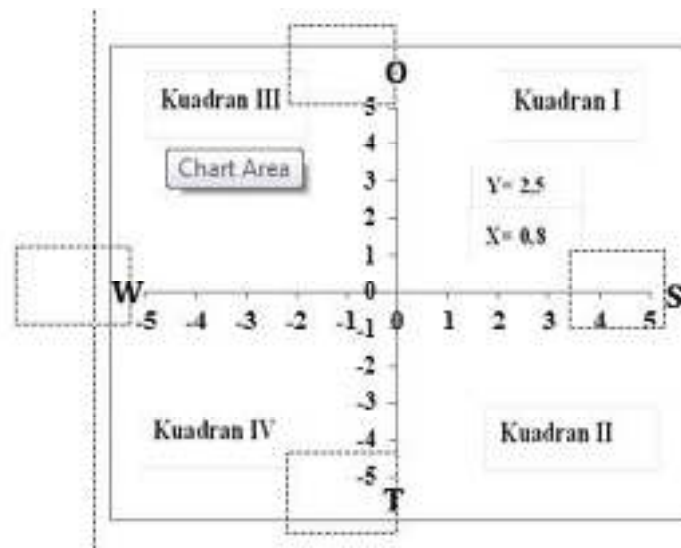 O
Kuadran III
Kuadran I
Chart Area
5
4
3
2
1
0
-1
-2
-3
-4
-5
Y= 2.5
X= 0.8
W
S
-5 -4 -3 -2 -1 0 1 2 3 4 5
Kuadran IV
Kuadran II
T